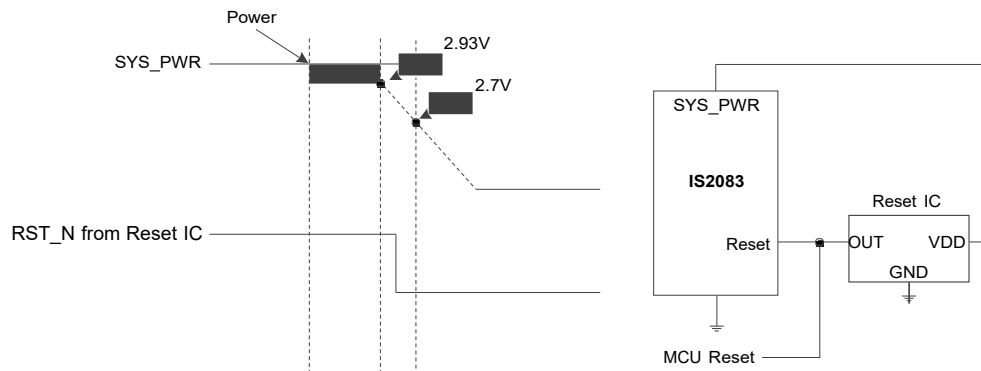 Power
SYS_PWR
2.93V
2.7V
RST_N from Reset IC
SYS_PWR
IS2083
Reset
Reset IC
OUT
VDD
GND
MCU Reset